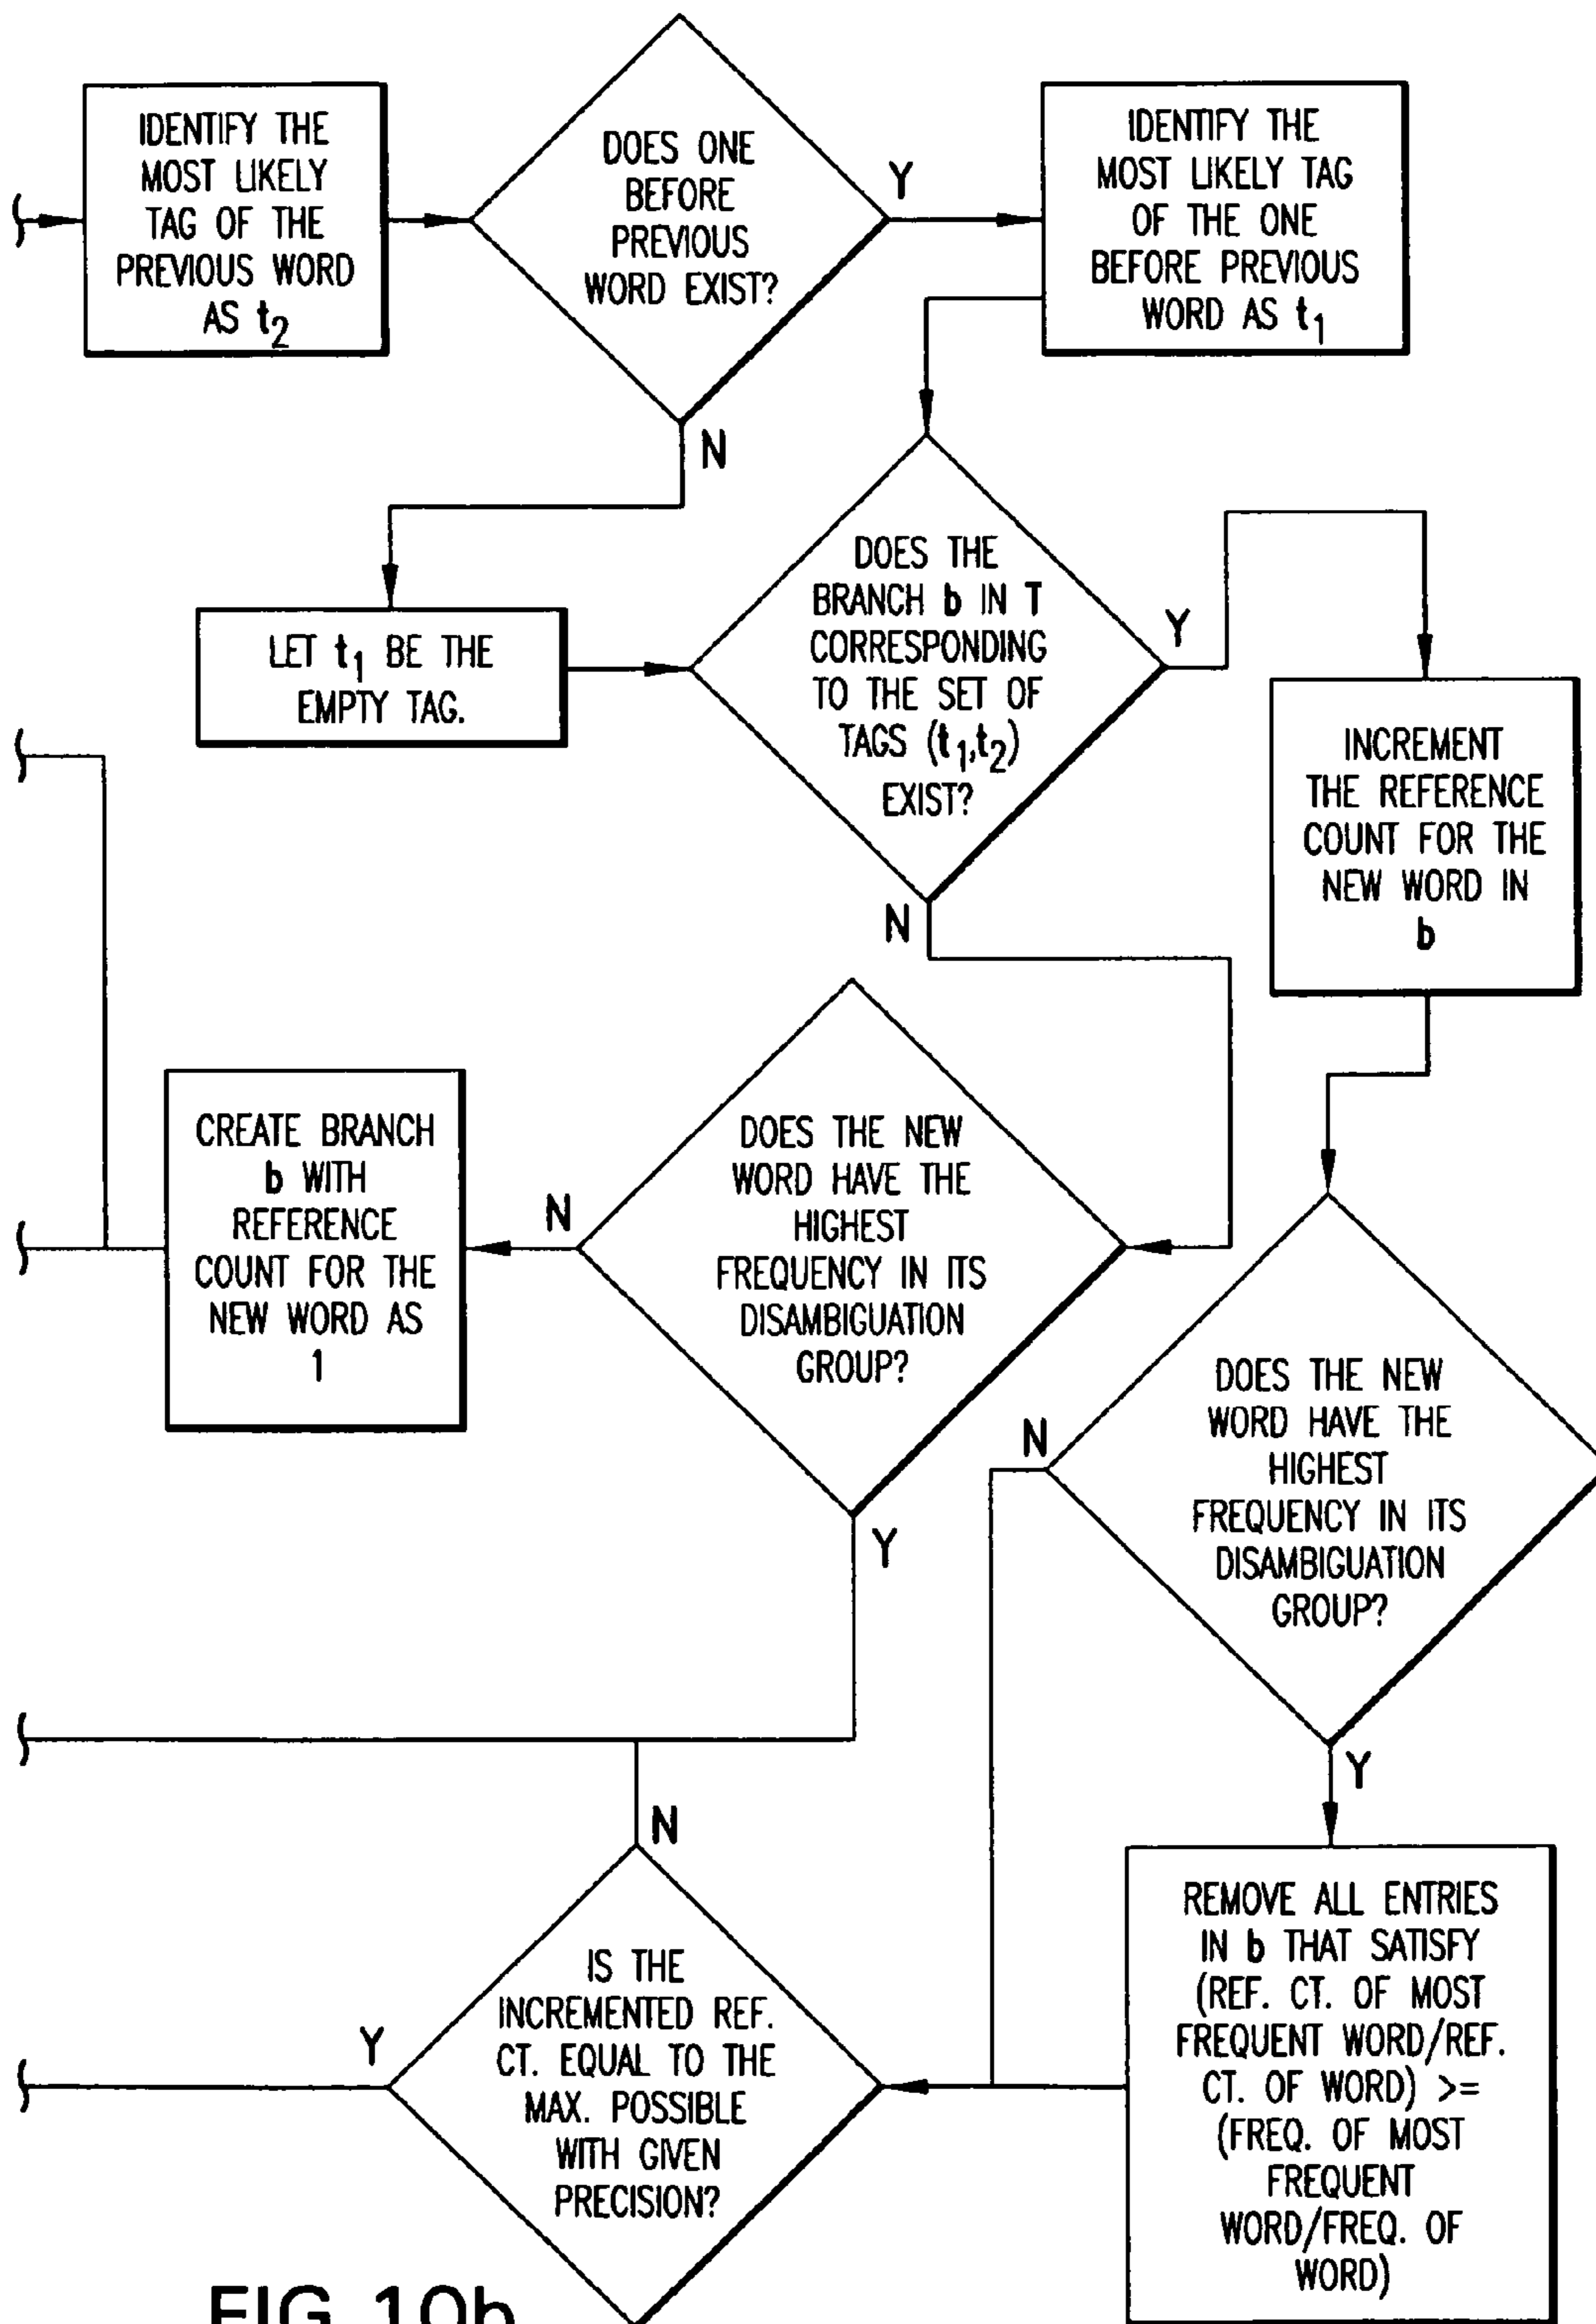 IDENTIFY THE
MOST LIKELY
TAG OF THE
PREVIOUS WORD
AS t2
DOES ONE
BEFORE
PREVIOUS
WORD EXIST?
Y
N
IDENTIFY THE
MOST LIKELY TAG
OF THE ONE
BEFORE PREVIOUS
WORD AS t1
LET t1 BE THE
EMPTY TAG.
DOES THE
BRANCH b IN T
CORRESPONDING
TO THE SET OF
TAGS (t1,t2)
EXIST?
Y
N
INCREMENT
THE REFERENCE
COUNT FOR THE
NEW WORD IN
b
CREATE BRANCH
b WITH
REFERENCE
COUNT FOR THE
NEW WORD AS
1
N
DOES THE NEW
WORD HAVE THE
HIGHEST
FREQUENCY IN ITS
DISAMBIGUATION
GROUP?
Y
N
DOES THE NEW
WORD HAVE THE
HIGHEST
FREQUENCY IN ITS
DISAMBIGUATION
GROUP?
Y
N
Y
IS THE
INCREMENTED REF.
CT. EQUAL TO THE
MAX. POSSIBLE
WITH GIVEN
PRECISION?
REMOVE ALL ENTRIES
IN b THAT SATISFY
(REF. CT. OF MOST
FREQUENT WORD/REF.
CT. OF WORD) >=
(FREQ. OF MOST
FREQUENT
WORD/FREQ. OF
WORD)
FIG. 10b